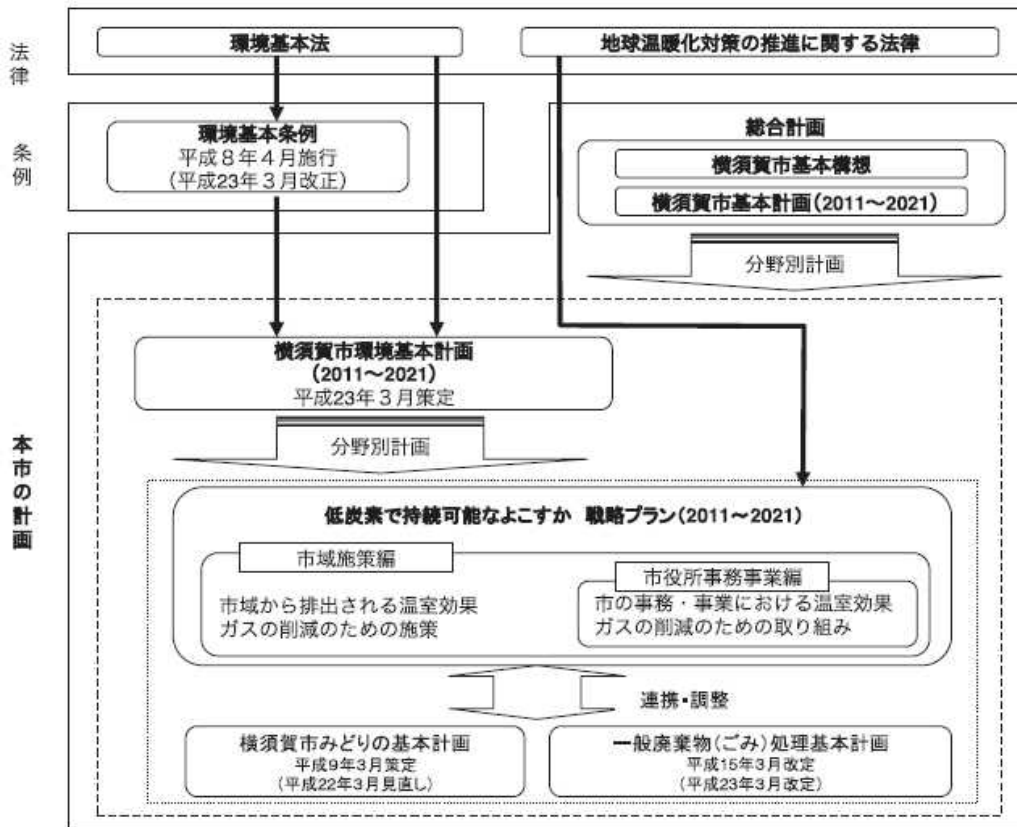 法律
環境基本法
地球温暖化対策の推進に関する法律
条例
環境基本条例
平成８年４月施行
(平成23年３月改正)
総合計画
横須賀市基本構想
横須賀市基本計画(2011～2021)
分野別計画
本市の計画
横須賀市環境基本計画
(2011～2021)
平成23年３月策定
分野別計画
低炭素で持続可能なよこすか 戦略プラン(2011～2021)
市域施策編
市域から排出される温室効果
ガスの削減のための施策
市役所事務事業編
市の事務・事業における温室効果
ガスの削減のための取り組み
連携・調整
横須賀市みどりの基本計画
平成9年3月策定
(平成22年3月見直し)
一般廃棄物(ごみ)処理基本計画
平成15年3月改定
(平成23年3月改定)